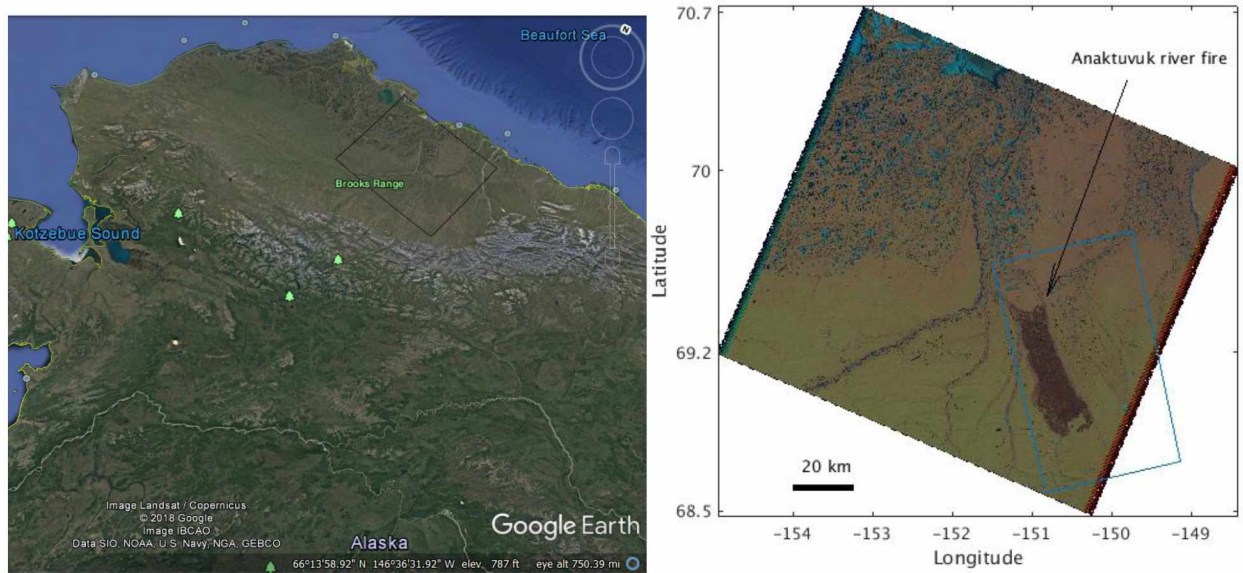 Beaufort Sea
N
Brooks Range
Kotzebue Sound
Image Landsat / Copernicus
© 2018 Google
Image IBCAO
Data SIO, NOAA, U.S. Navy, NGA, GEBCO
Google Earth
Alaska
66°13'58.92" N 146°36'31.92" W elev 787 ft eye alt 750.39 mi
70.7
Anaktuvuk river fire
70
Latitude
69.2
20 km
68.5
-154 -153 -152 -151 -150 -149
Longitude